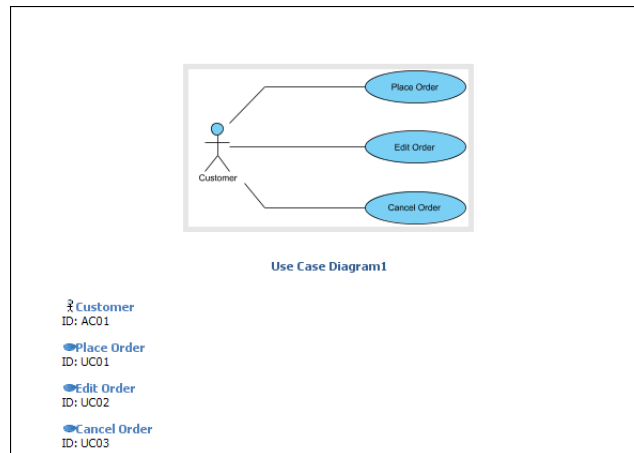 Place Order
Edit Order
Customer
Cancel Order
Use Case Diagram1
Customer
ID: AC01
Place Order
ID: UC01
Edit Order
ID: UC02
Cancel Order
ID: UC03